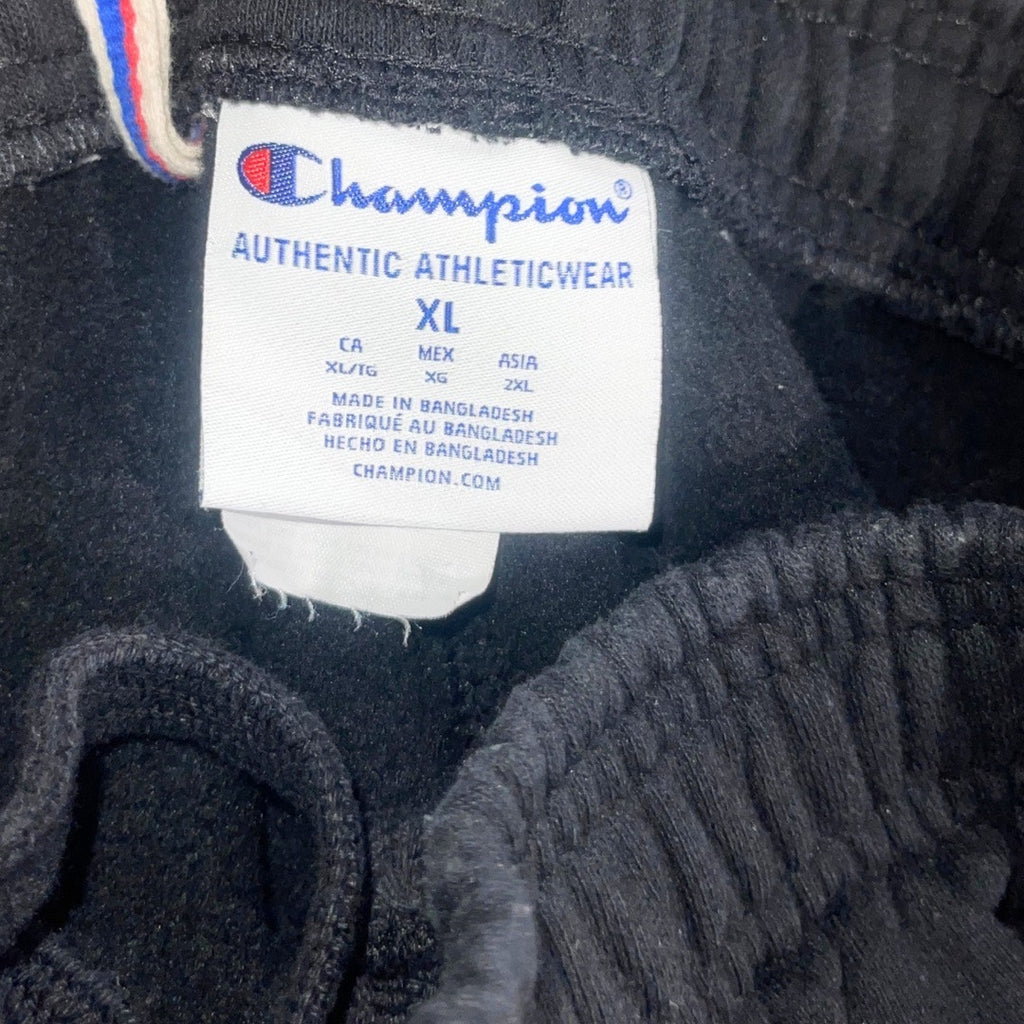 Champion®
AUTHENTIC ATHLETICWEAR
XL
CA MEX ASIA
XL/TG XG 2XL
MADE IN BANGLADESH
FABRIQUÉ AU BANGLADESH
HECHO EN BANGLADESH
CHAMPION.COM